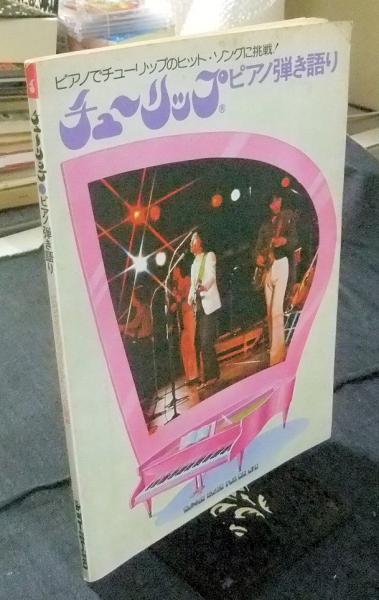 ピアノでチューリップのヒット・ソングに挑戦!
チューリップ®
ピアノ弾き語り
チューリップ®ピアノ弾き語り